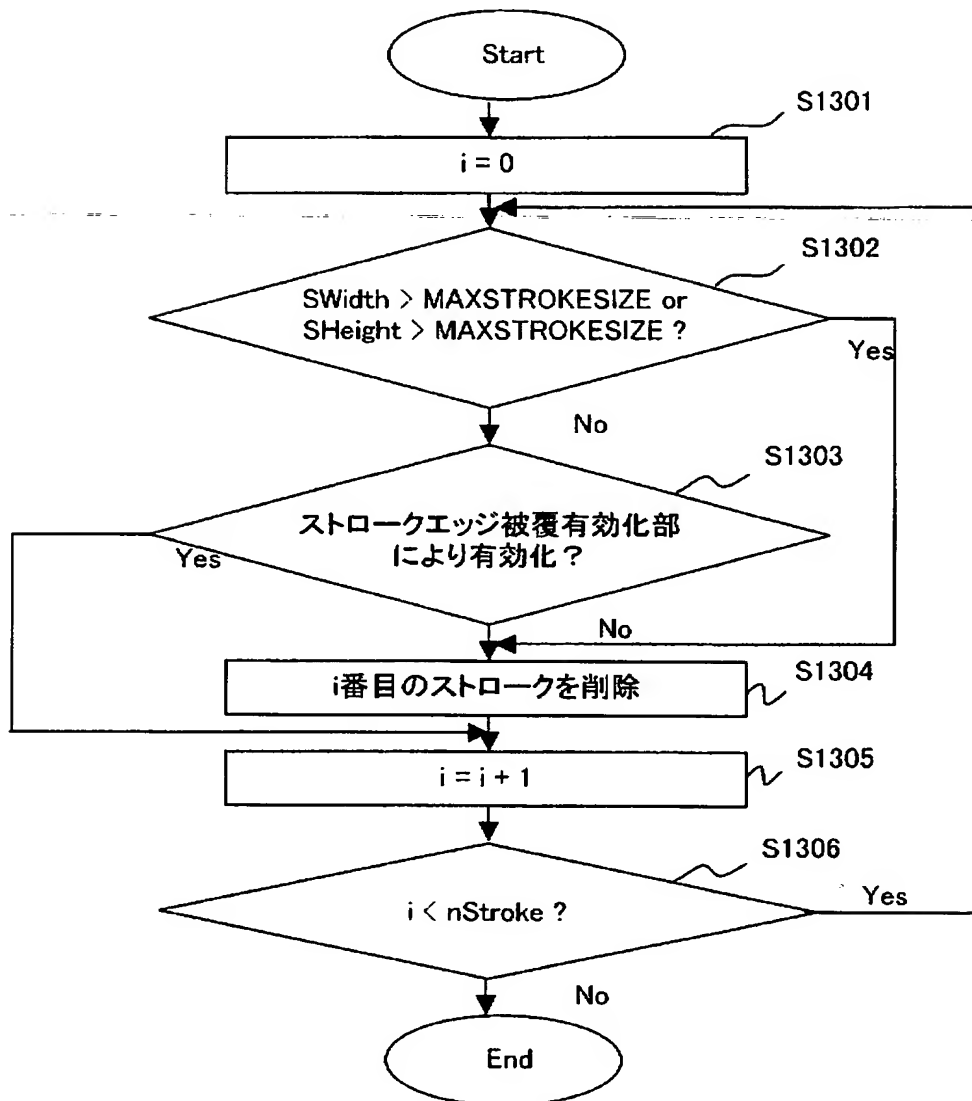 Start
S1301
i = 0
S1302
SWidth > MAXSTROKESIZE or
SHeight > MAXSTROKESIZE ?
Yes
No
S1303
ストロークエッジ被覆有効化部
により有効化？
Yes
No
S1304
i番目のストロークを削除
S1305
i = i + 1
S1306
i < nStroke ?
Yes
No
End